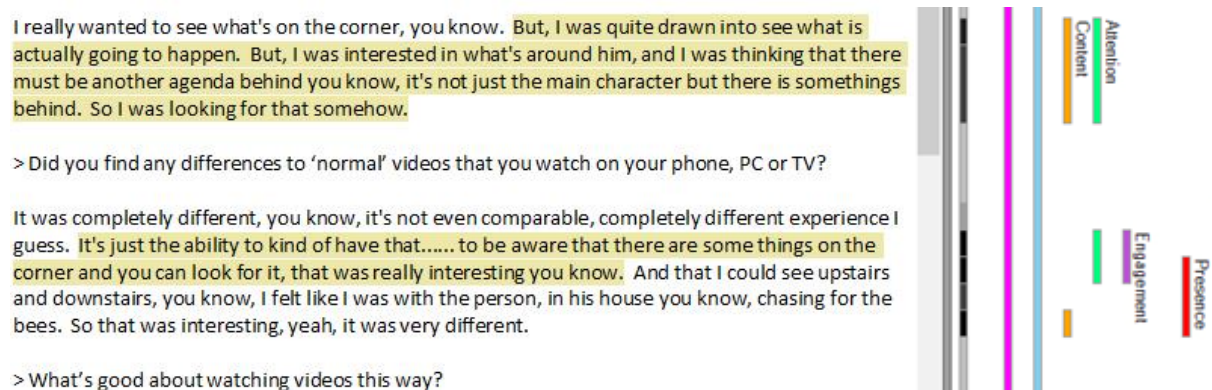 I really wanted to see what's on the corner, you know. But, I was quite drawn into see what is
actually going to happen. But, I was interested in what's around him, and I was thinking that there
must be another agenda behind you know, it's not just the main character but there is somethings
behind. So I was looking for that somehow.
> Did you find any differences to ‘normal’ videos that you watch on your phone, PC or TV?
It was completely different, you know, it's not even comparable, completely different experience I
guess. It's just the ability to kind of have that...... to be aware that there are some things on the
corner and you can look for it, that was really interesting you know. And that I could see upstairs
and downstairs, you know, I felt like I was with the person, in his house you know, chasing for the
bees. So that was interesting, yeah, it was very different.
> What’s good about watching videos this way?
Attention
Content
Engagement
Presence